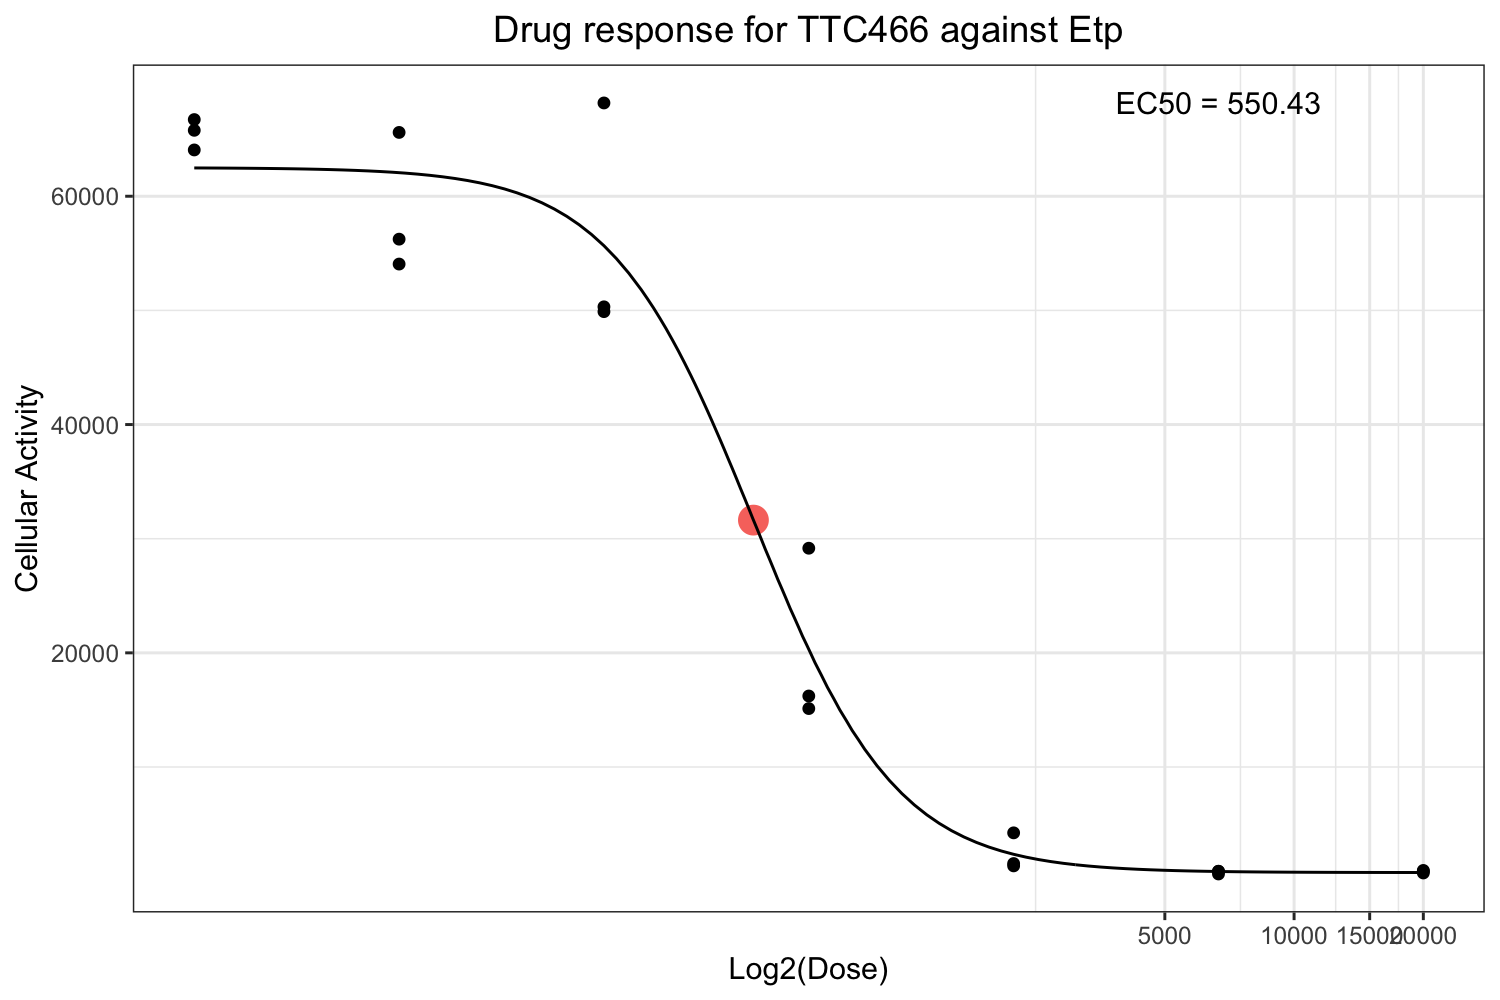 Drug response for TTC466 against Etp
EC50 = 550.43
60000
40000
20000
Cellular Activity
5000
10000
15000
20000
Log2(Dose)